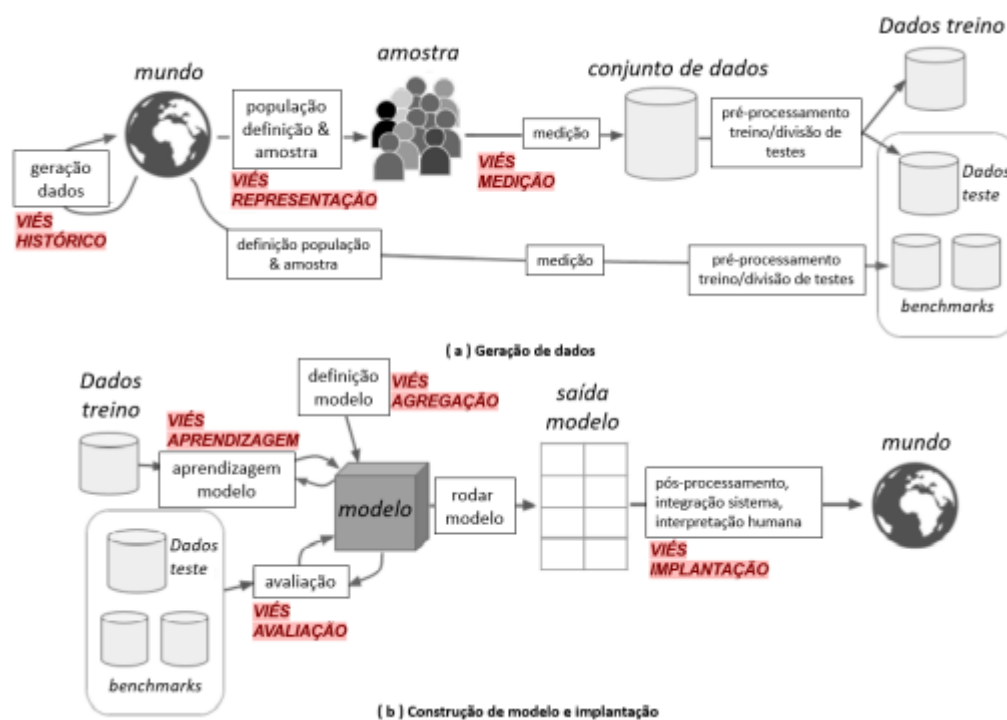 Dados treino
amostra
mundo
conjunto de dados
população
definição &
amostra
medição
pré-processamento
treino/divisão de
testes
geração
dados
VIÉS
HISTÓRICO
VIÉS
REPRESENTAÇÃO
VIÉS
MEDIÇÃO
Dados
teste
definição população
& amostra
medição
pré-processamento
treino/divisão de testes
benchmarks
( a ) Geração de dados
Dados
treino
definição
modelo
VIÉS
AGREGAÇÃO
saída
modelo
VIÉS
APRENDIZAGEM
mundo
aprendizagem
modelo
modelo
rodar
modelo
pós-processamento,
integração sistema,
interpretação humana
VIÉS
IMPLANTAÇÃO
Dados
teste
avaliação
VIÉS
AVALIAÇÃO
benchmarks
( b ) Construção de modelo e implantação